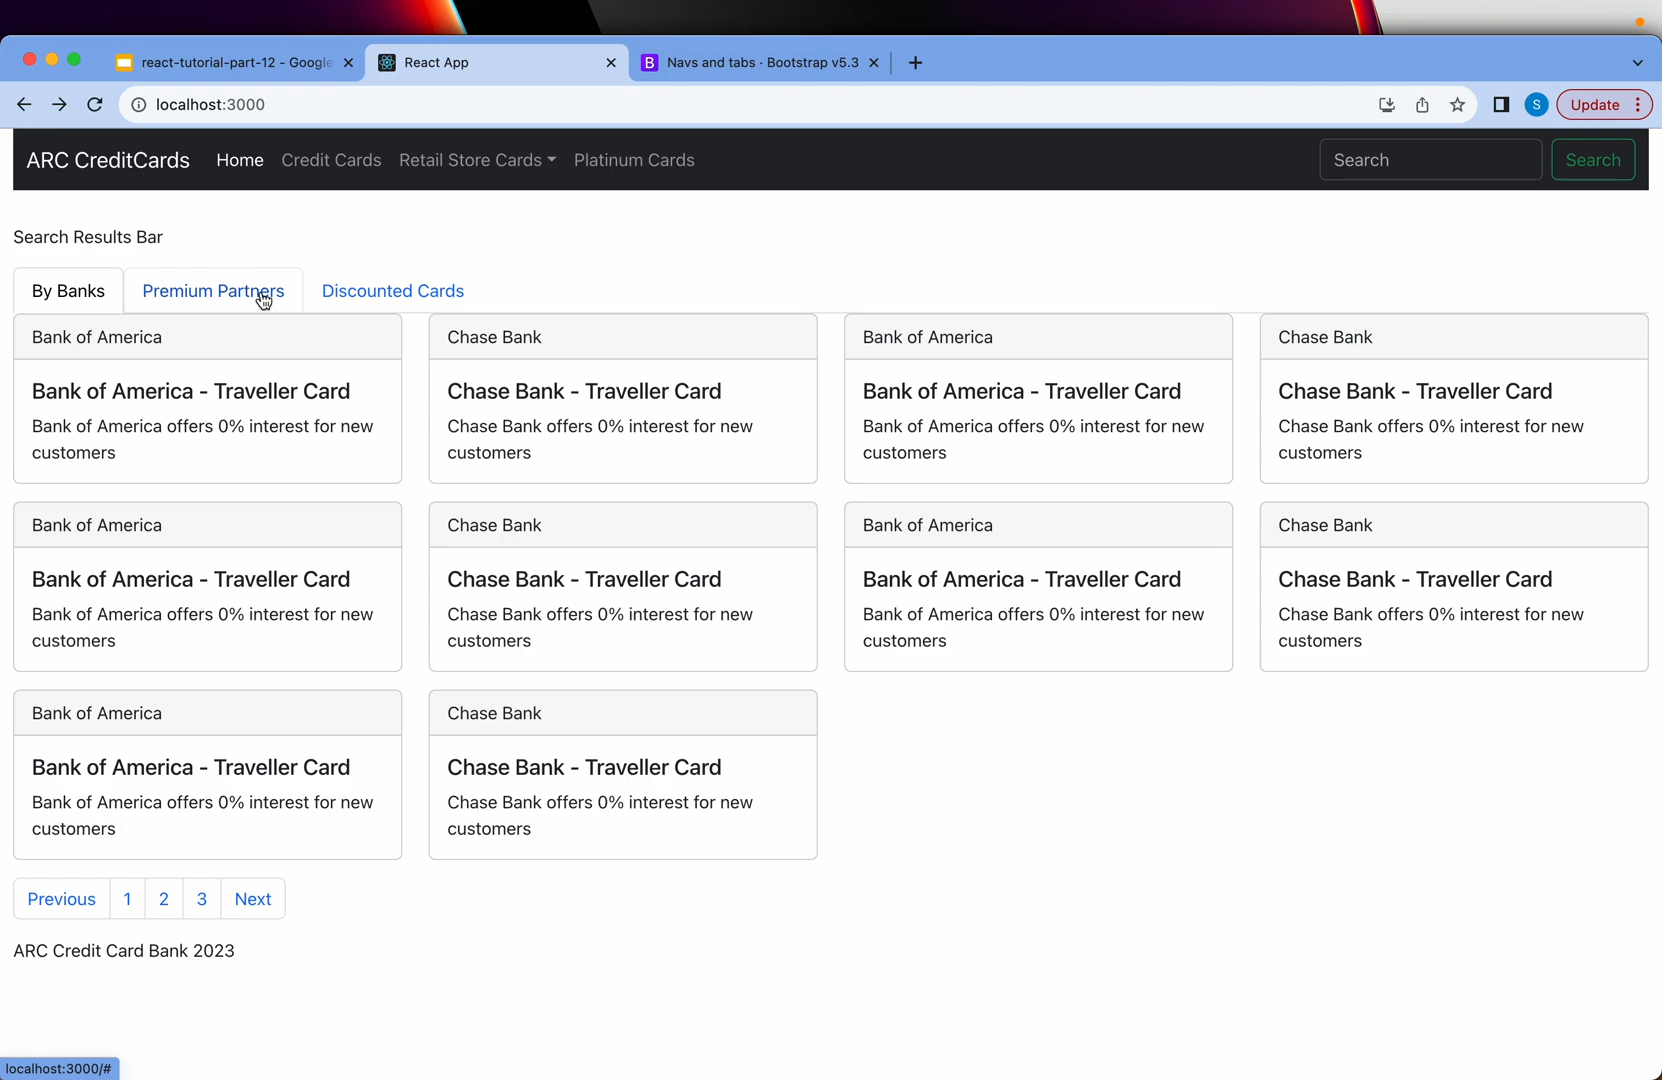 react-tutorial-part-12 - Google
React App
B Navs and tabs · Bootstrap v5.3
localhost:3000
S
Update
ARC CreditCards Home Credit Cards Retail Store Cards Platinum Cards Search Search
Search Results Bar
By Banks Premium Partners Discounted Cards
Bank of America
Bank of America - Traveller Card
Bank of America offers 0% interest for new
customers
Chase Bank
Chase Bank - Traveller Card
Chase Bank offers 0% interest for new
customers
Bank of America
Bank of America - Traveller Card
Bank of America offers 0% interest for new
customers
Chase Bank
Chase Bank - Traveller Card
Chase Bank offers 0% interest for new
customers
Bank of America
Bank of America - Traveller Card
Bank of America offers 0% interest for new
customers
Chase Bank
Chase Bank - Traveller Card
Chase Bank offers 0% interest for new
customers
Bank of America
Bank of America - Traveller Card
Bank of America offers 0% interest for new
customers
Chase Bank
Chase Bank - Traveller Card
Chase Bank offers 0% interest for new
customers
Bank of America
Bank of America - Traveller Card
Bank of America offers 0% interest for new
customers
Chase Bank
Chase Bank - Traveller Card
Chase Bank offers 0% interest for new
customers
Previous 1 2 3 Next
ARC Credit Card Bank 2023
localhost:3000/#